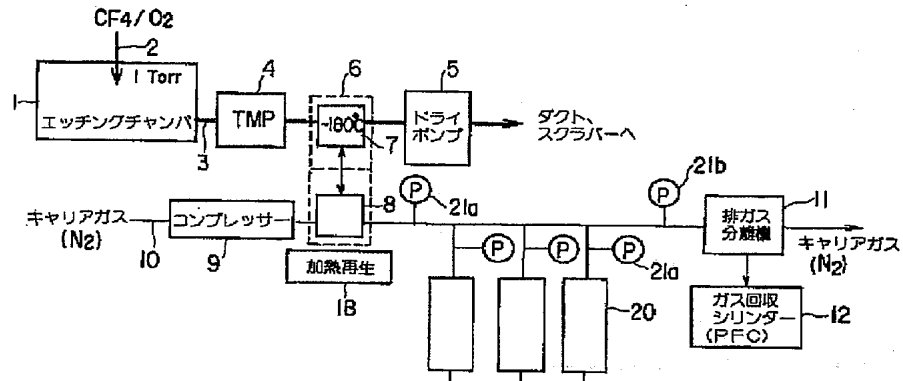 CF4/O2
2
1 Torr
1
エッチングチャンバ
3
4
TMP
6
-180℃
7
5
ドライ
ポンプ
ダクト、
スクラバーへ
キャリアガス
(N2)
10
コンプレッサー
9
8
加熱再生
18
P
21a
P
P
P
21a
20
P
21b
排ガス
分離機
11
キャリアガス
(N2)
ガス回収
シリンダー
(PFC)
12